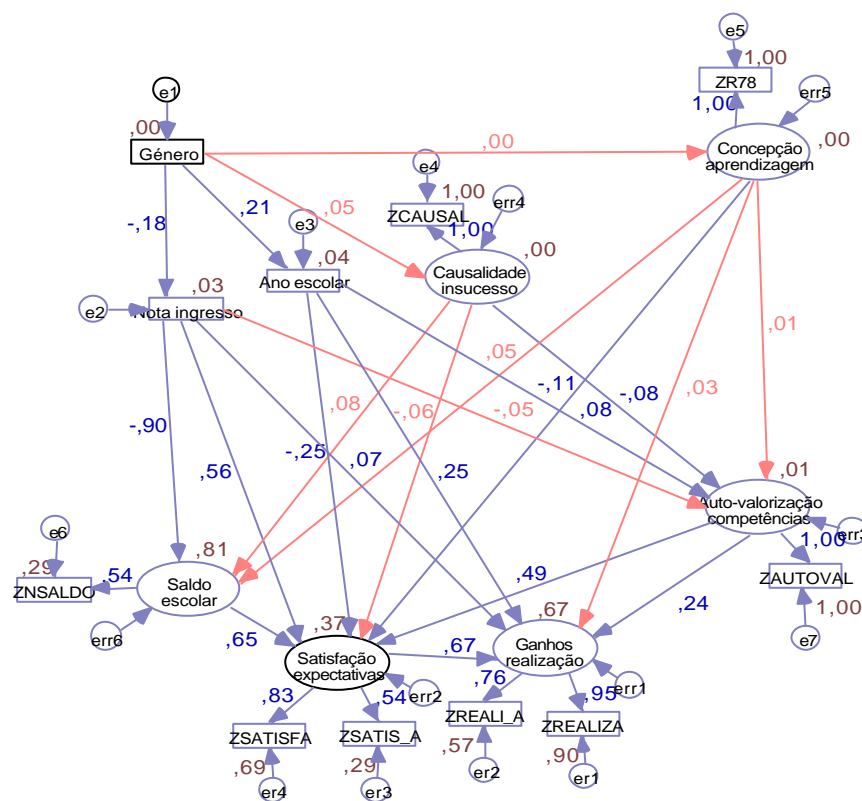 e5
1,00
ZR78
e1
1,00
err5
,00
,00
Concepção
aprendizagem
,00
Género
e4
1,00
err4
-,18
,21
,05
ZCAUSAL
e3
1,00
,04
,00
Causalidade
insucesso
,03
Ano escolar
e2
Nota ingresso
,01
,05
-,11
-,08
,08
-,06
-,05
,08
,03
-,90
,56
-,25
,07
,25
,01
Auto-valorização
competências
err3
e6
,81
1,00
,29
,54
Saldo
escolar
ZNSALDO
,49
ZAUTOVAL
,24
1,00
err6
,65
,37
,67
e7
Satisfação
expectativas
,67
Ganhos
realização
,83
,54
err2
,76
,95
err1
ZSATISFA
ZSATIS_A
ZREALI_A
ZREALIZA
,69
,29
,57
,90
er4
er3
er2
er1